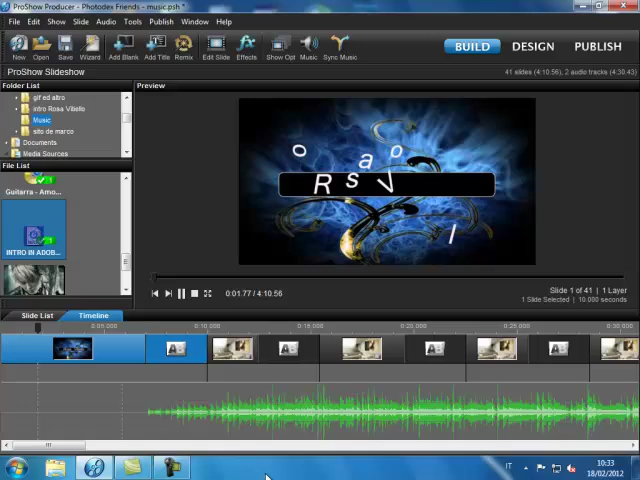 ProShow Producer - Photodex Friends - music.psh *
File Edit Show Slide Audio Tools Publish Window Help
New Open Save Wizard Add Blank Add Title Remix Edit Slide Effects Show Opt Music Sync Music
BUILD DESIGN PUBLISH
ProShow Slideshow
41 slides (4:10.56), 2 audio tracks (4:30.43)
Folder List
gif ed altro
intro Rosa Vitiello
Music
sito de marco
Documents
Media Sources
File List
Guitarra - Amo...
INTRO IN ADOB...
Preview
o a o
R s V
l
0:01.77 / 4:10.56
Slide 1 of 41 | 1 Layer
1 Slide Selected | 10.000 seconds
Slide List Timeline
0:05.000 0:10.000 0:15.000 0:20.000 0:25.000 0:30.000
AB AB AB AB
IT
10:33
18/02/2012